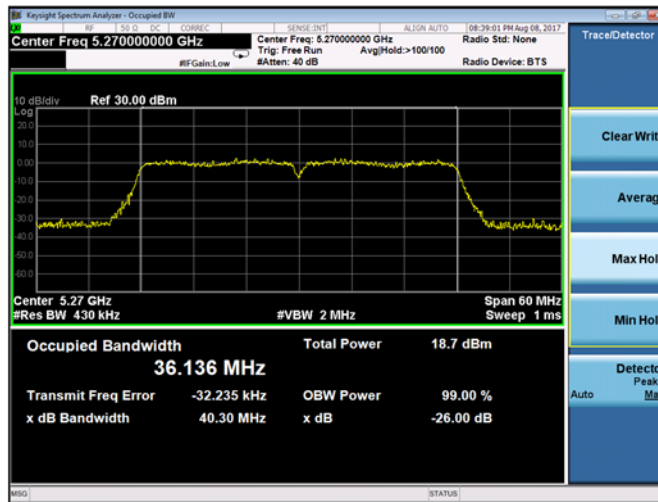 Keysight Spectrum Analyzer - Occupied BW
RF 50 Ω DC CORREC SENSE:INT ALIGN AUTO 08:39:01 PM Aug 08, 2017
Center Freq 5.270000000 GHz
Center Freq: 5.270000000 GHz
Radio Std: None
Trig: Free Run Avg|Hold:>100/100
#IFGain:Low #Atten: 40 dB Radio Device: BTS
Trace/Detector
10 dB/div Ref 30.00 dBm
Log
20.0
10.0
0.00
-10.0
-20.0
-30.0
-40.0
-50.0
-60.0
Center 5.27 GHz Span 60 MHz
#Res BW 430 kHz #VBW 2 MHz Sweep 1 ms
Occupied Bandwidth Total Power 18.7 dBm
36.136 MHz
Transmit Freq Error -32.235 kHz OBW Power 99.00 %
x dB Bandwidth 40.30 MHz x dB -26.00 dB
Clear Writ
Averag
Max Hol
Min Hol
Detecto
Peak
Auto Ma
MSG STATUS